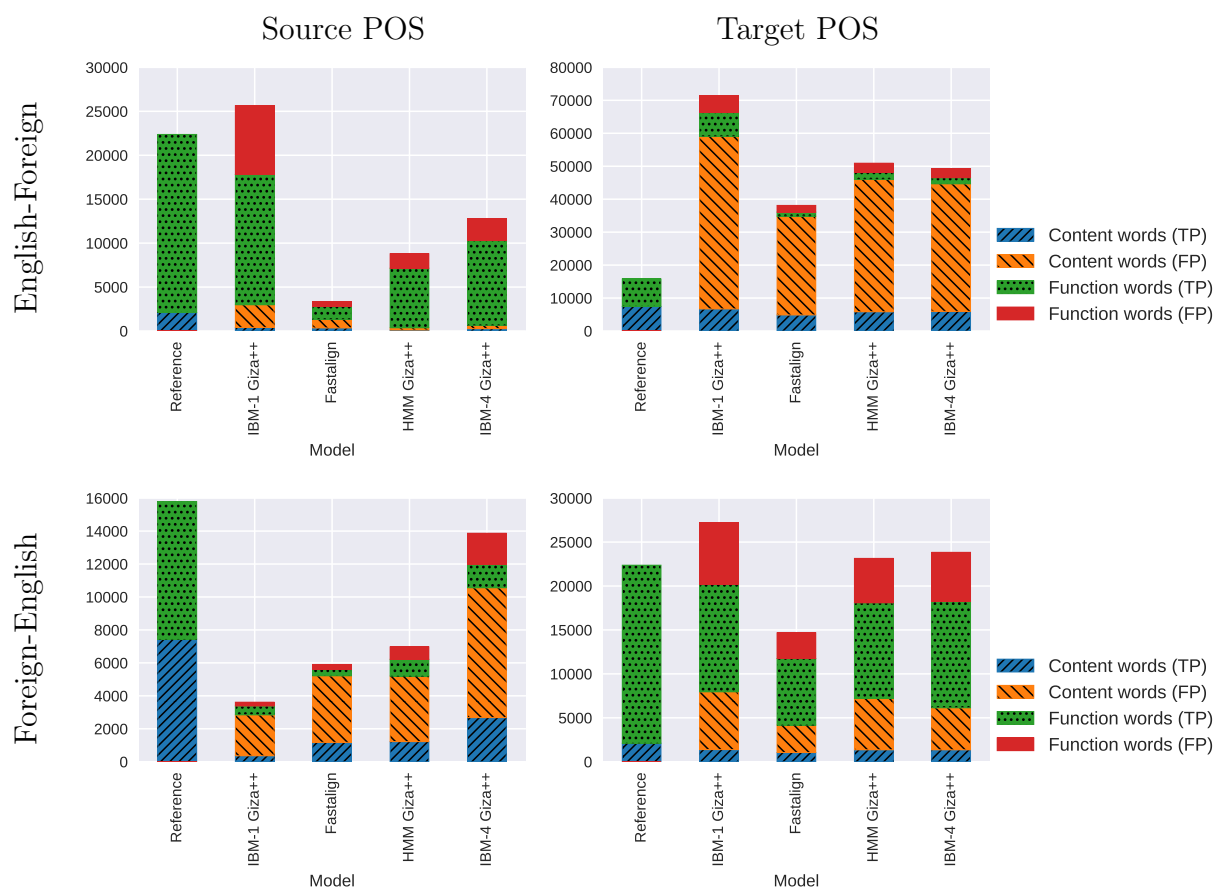 Source POS
Target POS
English-Foreign
30000
25000
20000
15000
10000
5000
0
Reference
IBM-1 Giza++
Fastalign
HMM Giza++
IBM-4 Giza++
Model
80000
70000
60000
50000
40000
30000
20000
10000
0
Reference
IBM-1 Giza++
Fastalign
HMM Giza++
IBM-4 Giza++
Model
Content words (TP)
Content words (FP)
Function words (TP)
Function words (FP)
Foreign-English
16000
14000
12000
10000
8000
6000
4000
2000
0
Reference
IBM-1 Giza++
Fastalign
HMM Giza++
IBM-4 Giza++
Model
30000
25000
20000
15000
10000
5000
0
Reference
IBM-1 Giza++
Fastalign
HMM Giza++
IBM-4 Giza++
Model
Content words (TP)
Content words (FP)
Function words (TP)
Function words (FP)